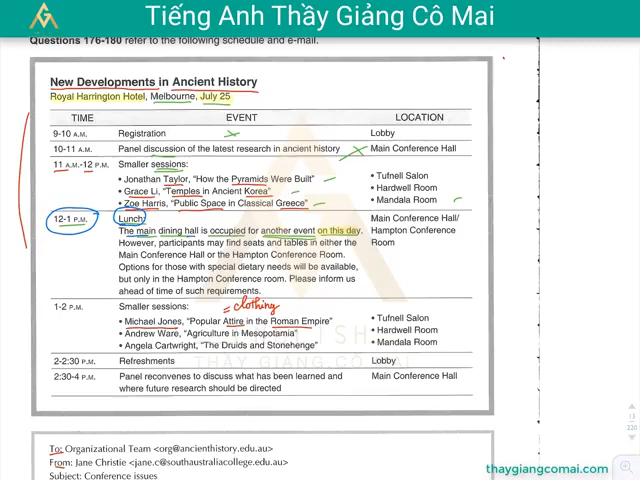 Tiếng Anh Thầy Giảng Cô Mai
Questions 176-180 refer to the following schedule and e-mail.
New Developments in Ancient History
Royal Harrington Hotel, Melbourne, July 25
TIME EVENT LOCATION
9-10 A.M. Registration Lobby
10-11 A.M. Panel discussion of the latest research in ancient history Main Conference Hall
11 A.M.-12 P.M. Smaller sessions:
• Jonathan Taylor, "How the Pyramids Were Built" • Tufnell Salon
• Grace Li, "Temples in Ancient Korea" • Hardwell Room
• Zoe Harris, "Public Space in Classical Greece" • Mandala Room
12-1 P.M. Lunch Main Conference Hall/
The main dining hall is occupied for another event on this day. Hampton Conference
However, participants may find seats and tables in either the Room
Main Conference Hall or the Hampton Conference Room.
Options for those with special dietary needs will be available,
but only in the Hampton Conference room. Please inform us
ahead of time of such requirements.
1-2 P.M. Smaller sessions:
= clothing
• Michael Jones, "Popular Attire in the Roman Empire" • Tufnell Salon
• Andrew Ware, "Agriculture in Mesopotamia" • Hardwell Room
• Angela Cartwright, "The Druids and Stonehenge" • Mandala Room
THẦY GIẢNG.CÔ MAI
2-2:30 P.M. Refreshments Lobby
2:30-4 P.M. Panel reconvenes to discuss what has been learned and Main Conference Hall
where future research should be directed
To: Organizational Team <org@ancienthistory.edu.au>
From: Jane Christie <jane.c@southaustraliacollege.edu.au>
Subject: Conference issues
13
220
thaygiangcomai.com